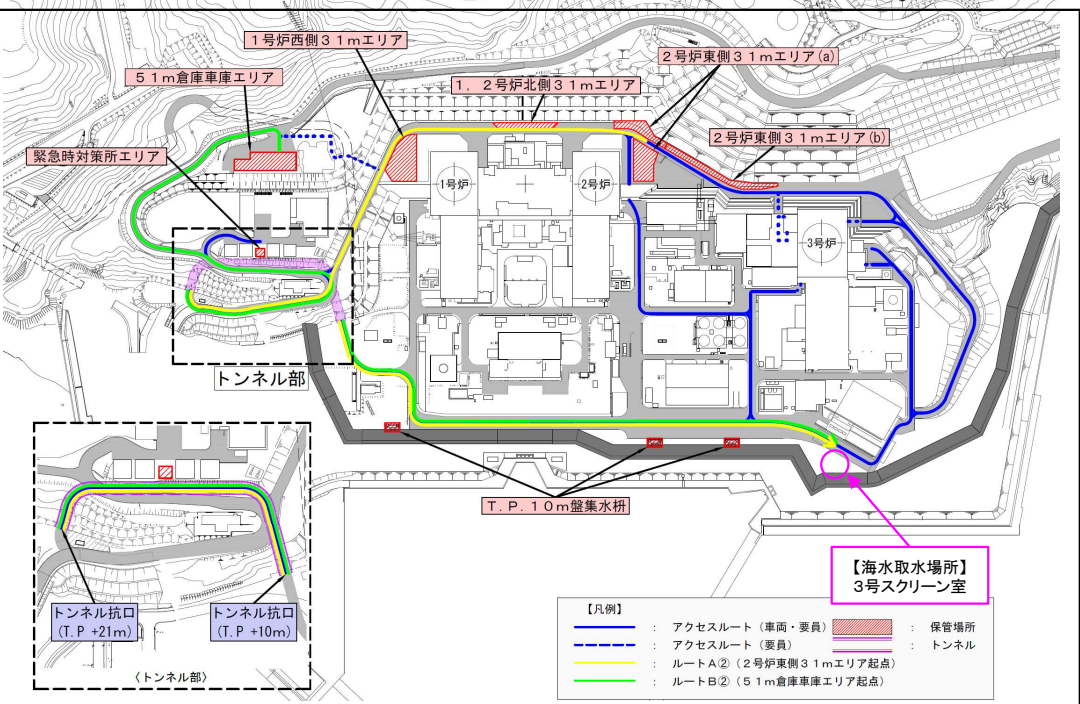 1号炉西側31mエリア
51m倉庫車庫エリア
1，2号炉北側31mエリア
2号炉東側31mエリア(a)
2号炉東側31mエリア(b)
緊急時対策所エリア
1号炉
2号炉
3号炉
トンネル部
T.P.10m盤集水枡
【海水取水場所】
3号スクリーン室
トンネル抗口
(T.P +21m)
トンネル抗口
(T.P +10m)
〈トンネル部〉
【凡例】
： アクセスルート（車両・要員）
： 保管場所
： アクセスルート（要員）
： トンネル
： ルートA②（2号炉東側31mエリア起点）
： ルートB②（51m倉庫車庫エリア起点）